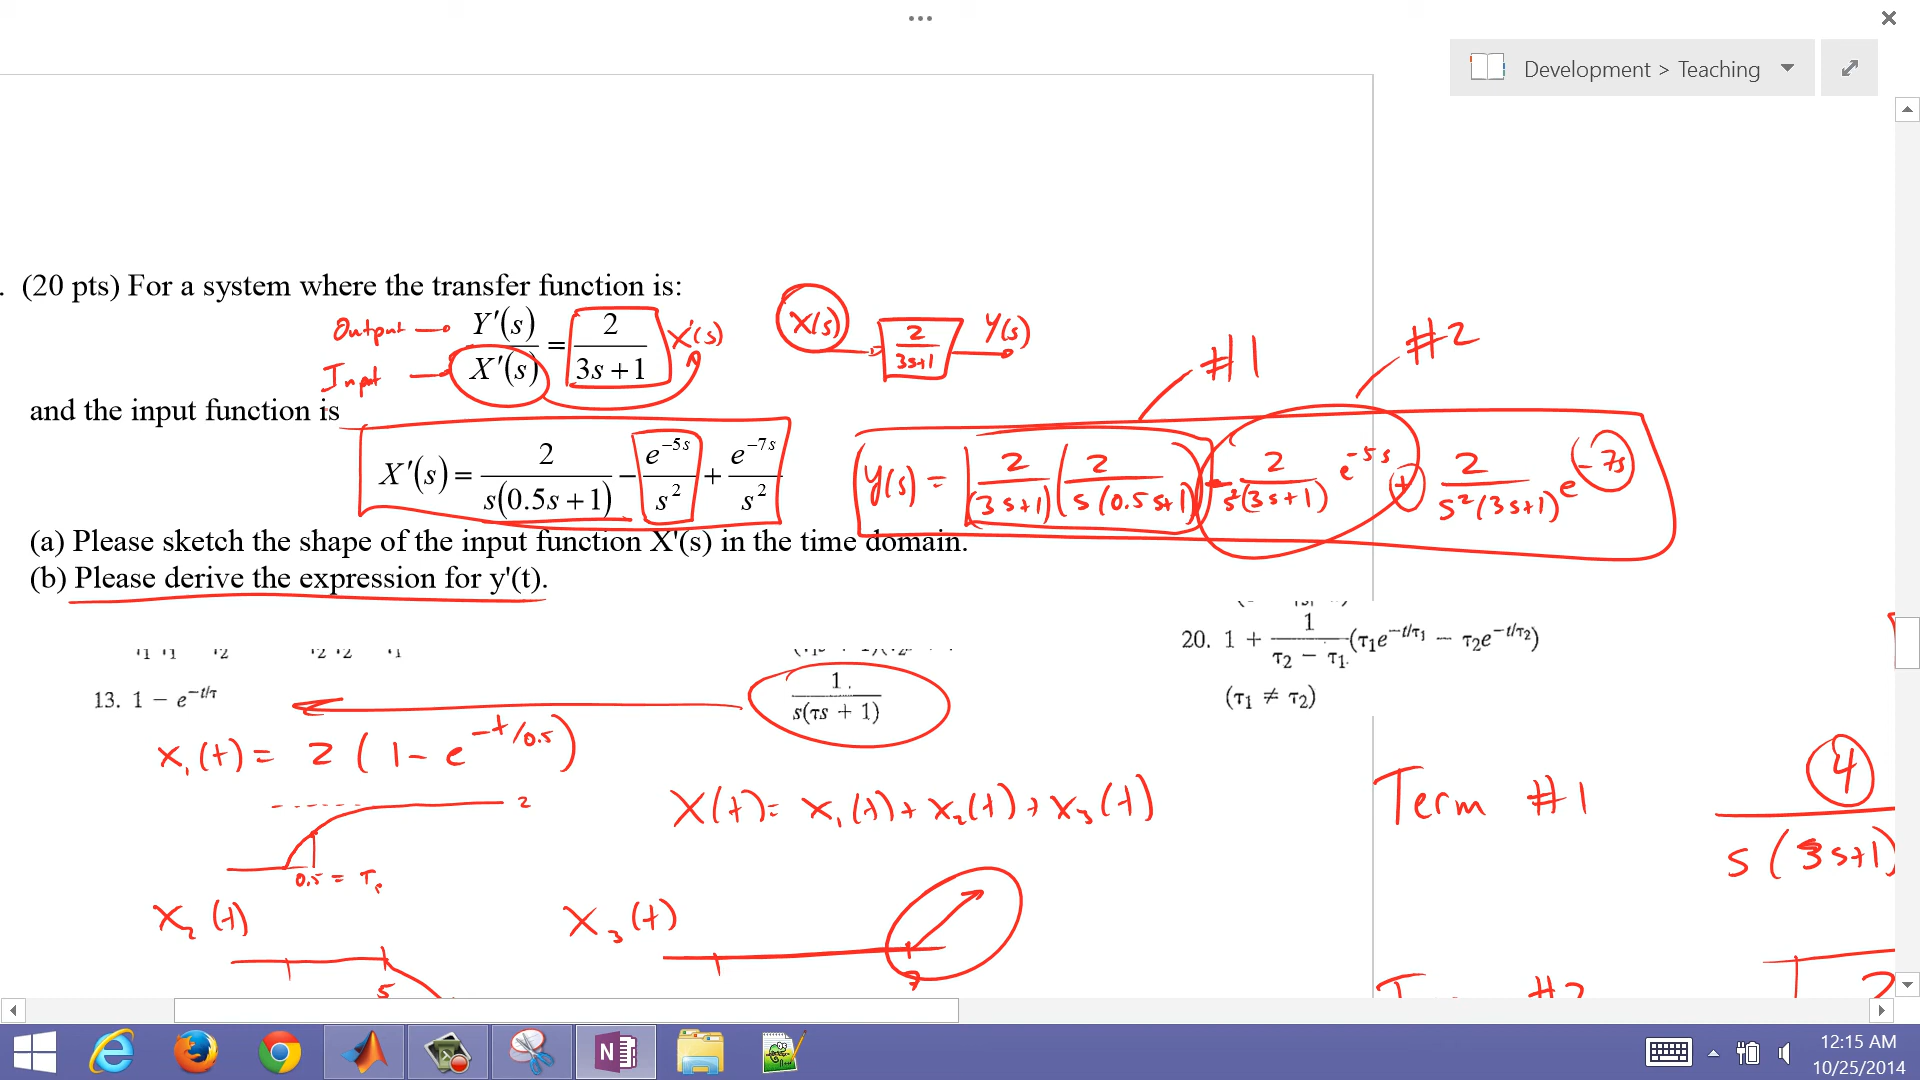 Development > Teaching
. (20 pts) For a system where the transfer function is:
Output → Y'(s) / X'(s) = 2 / 3s + 1 X'(s)
Input →
X(s) → 2 / 3s+1 → Y(s)
#1
#2
and the input function is
X'(s) = 2 / s(0.5s + 1) − e^−5s / s^2 + e^−7s / s^2
Y(s) = 2 / (3s+1) ( 2 / s(0.5s+1) ) - 2 / s^2(3s+1) e^-5s + 2 / s^2(3s+1) e^-7s
(a) Please sketch the shape of the input function X'(s) in the time domain.
(b) Please derive the expression for y'(t).
13. 1 − e^−t/τ
1 / s(τs + 1)
20. 1 + 1 / τ2 − τ1 (τ1e^−t/τ1 − τ2e^−t/τ2)
(τ1 ≠ τ2)
x1(t) = 2 ( 1 - e^-t/0.5 )
2
0.5 = τp
X(t) = x1(t) + x2(t) + x3(t)
Term #1 4 / s(3s+1)
x2(t)
5
x3(t)
7
#2 2
12:15 AM
10/25/2014